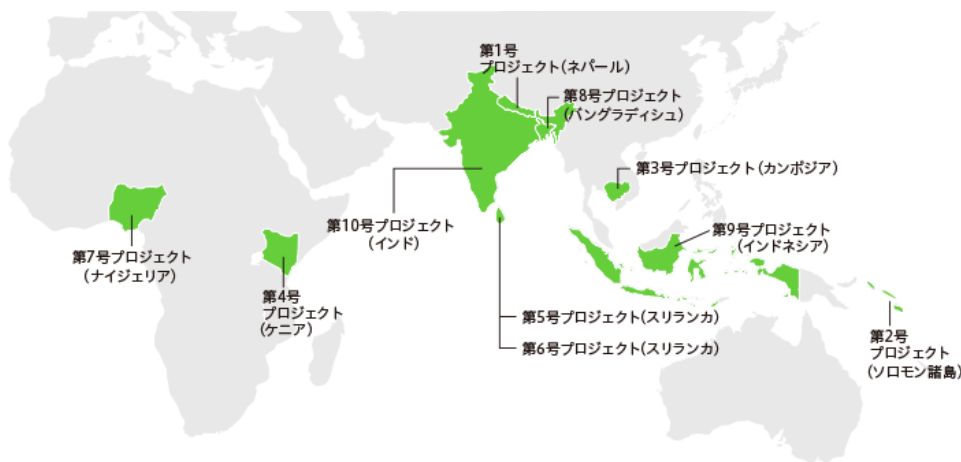 第1号
プロジェクト(ネパール)
第8号プロジェクト
(バングラディシュ)
第3号プロジェクト(カンボジア)
第10号プロジェクト
(インド)
第9号プロジェクト
(インドネシア)
第7号プロジェクト
(ナイジェリア)
第4号
プロジェクト
(ケニア)
第5号プロジェクト(スリランカ)
第6号プロジェクト(スリランカ)
第2号
プロジェクト
(ソロモン諸島)